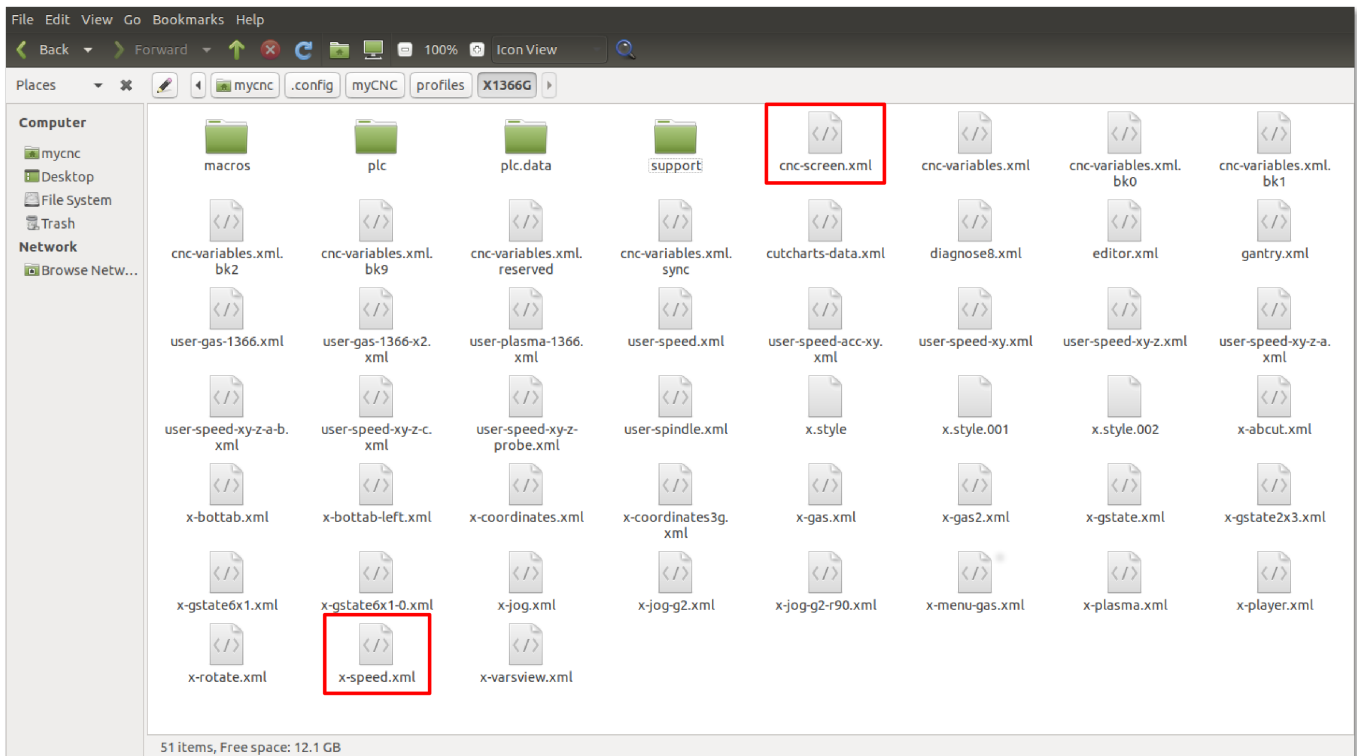 File Edit View Go Bookmarks Help
Back Forward 100% Icon View
Places mycnc .config myCNC profiles X1366G
Computer
mycnc
Desktop
File System
Trash
Network
Browse Netw...
macros plc plc.data support cnc-screen.xml cnc-variables.xml cnc-variables.xml. cnc-variables.xml.
bk0 bk1
cnc-variables.xml. cnc-variables.xml. cnc-variables.xml. cnc-variables.xml. cutcharts-data.xml diagnose8.xml editor.xml gantry.xml
bk2 bk9 reserved sync
user-gas-1366.xml user-gas-1366-x2. user-plasma-1366. user-speed.xml user-speed-acc-xy. user-speed-xy.xml user-speed-xy-z.xml user-speed-xy-z-a.
xml xml xml xml
user-speed-xy-z-a-b. user-speed-xy-z-c. user-speed-xy-z- user-spindle.xml x.style x.style.001 x.style.002 x-abcut.xml
xml xml probe.xml
x-bottab.xml x-bottab-left.xml x-coordinates.xml x-coordinates3g. x-gas.xml x-gas2.xml x-gstate.xml x-gstate2x3.xml
xml
x-gstate6x1.xml x-gstate6x1-0.xml x-jog.xml x-jog-g2.xml x-jog-g2-r90.xml x-menu-gas.xml x-plasma.xml x-player.xml
x-rotate.xml x-speed.xml x-varsview.xml
51 items, Free space: 12.1 GB